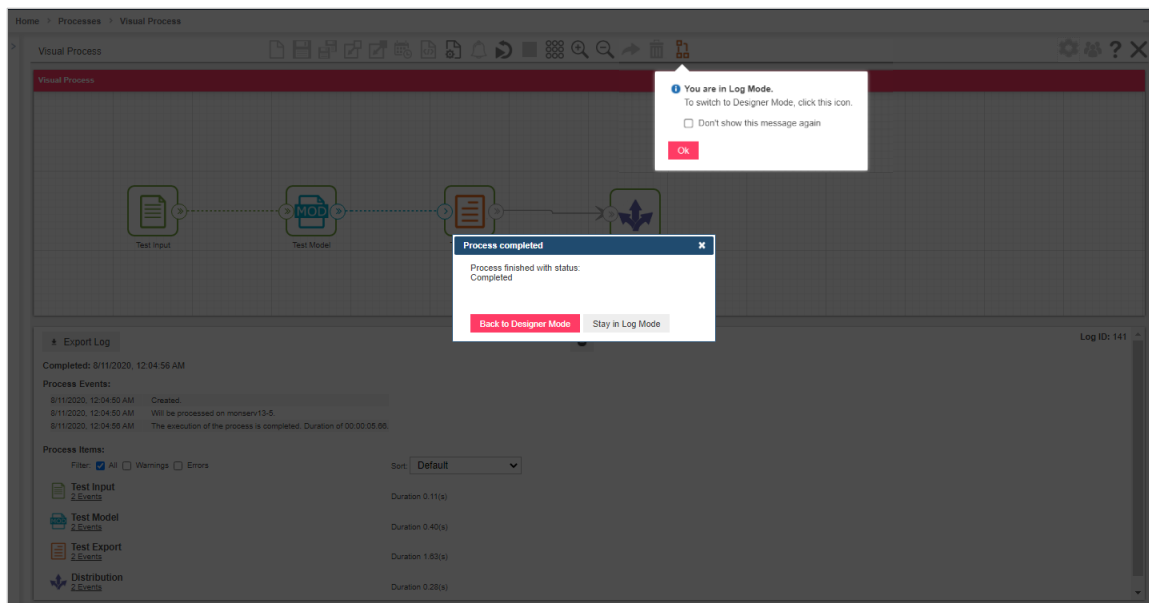 Home > Processes > Visual Process
Visual Process
Visual Process
You are in Log Mode.
To switch to Designer Mode, click this icon.
Don't show this message again
Ok
MOD
Test Input
Test Model
Process completed
Process finished with status:
Completed
Back to Designer Mode Stay in Log Mode
Export Log
Log ID: 141
Completed: 8/11/2020, 12:04:56 AM
Process Events:
8/11/2020, 12:04:50 AM Created.
8/11/2020, 12:04:50 AM Will be processed on monserv13-5.
8/11/2020, 12:04:56 AM The execution of the process is completed. Duration of 00:00:05.66.
Process Items:
Filter: All Warnings Errors Sort: Default
Test Input
2 Events Duration 0.11(s)
Test Model
2 Events Duration 0.40(s)
Test Export
2 Events Duration 1.63(s)
Distribution
2 Events Duration 0.28(s)